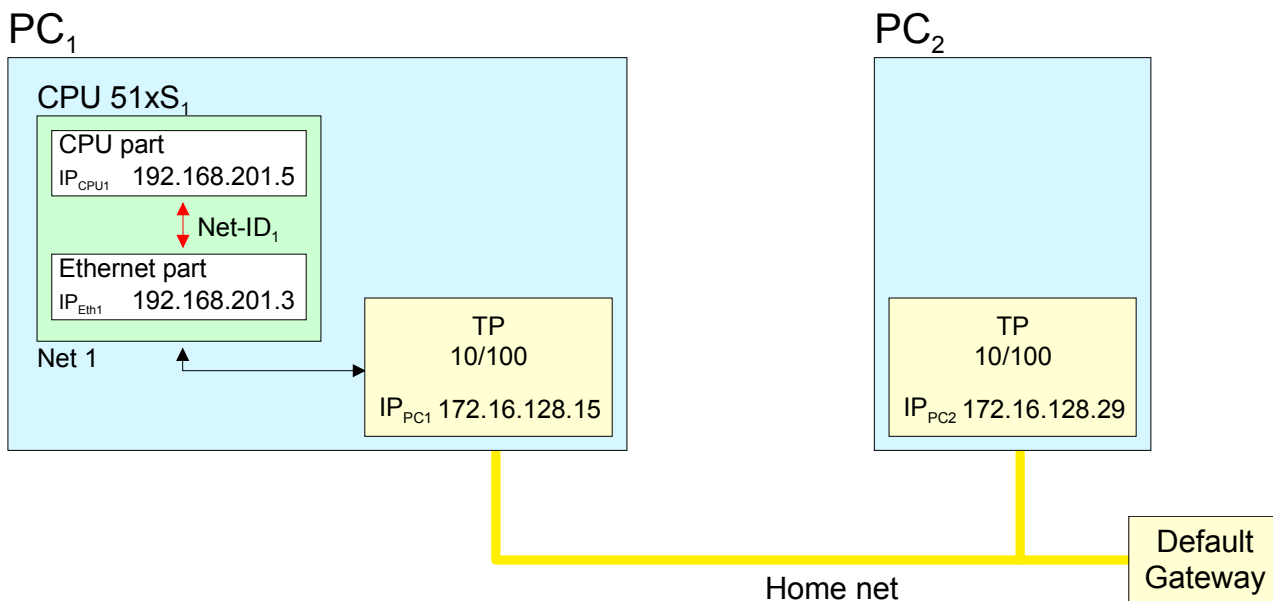 PC1
CPU 51xS1
CPU part
IPCPU1 192.168.201.5
Net-ID1
Ethernet part
IPEth1 192.168.201.3
Net 1
TP
10/100
IPPC1 172.16.128.15
PC2
TP
10/100
IPPC2 172.16.128.29
Home net
Default
Gateway